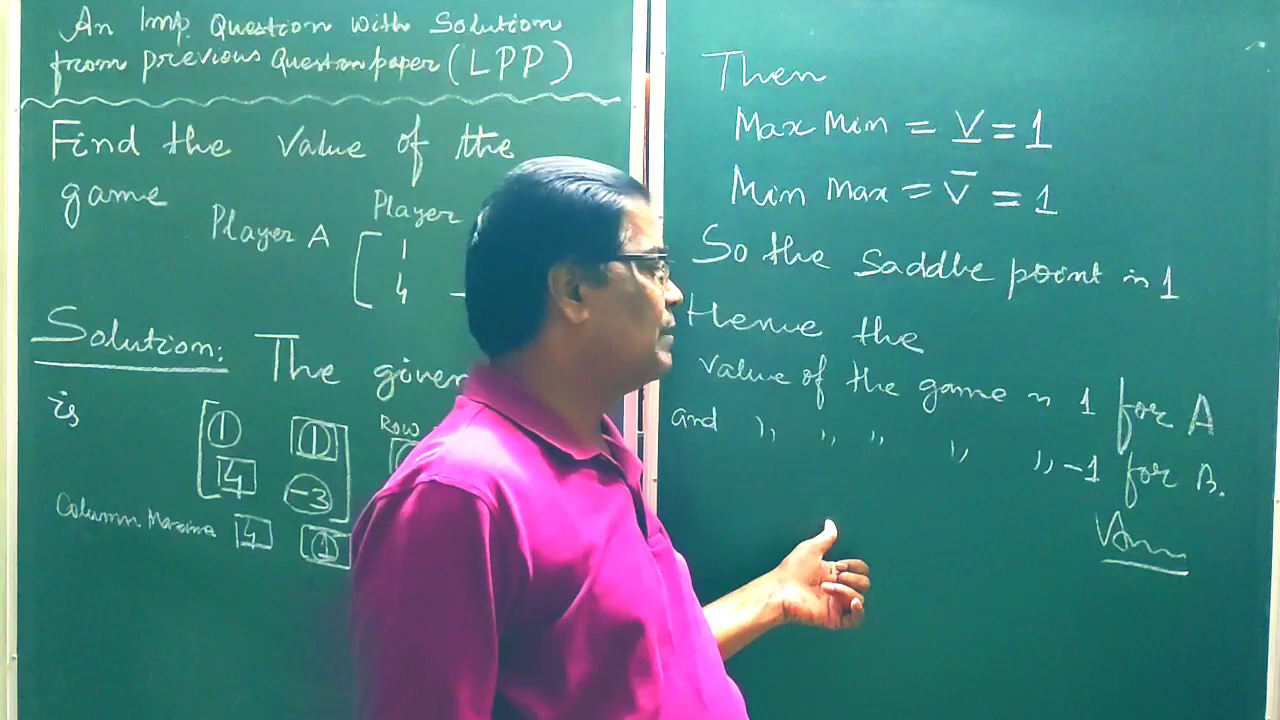 An Imp. Question with Solution
from previous Question paper (LPP)
Find the value of the
game
Player
Player A
1
4
Solution: The given
is
1 1 Row
4 -3
Column Maxima 4 1
Then
Max Min = V = 1
Min Max = V̄ = 1
So the Saddle point is 1
Hence the
value of the game is 1 for A
and ,, ,, ,, ,, ,, -1 for B.